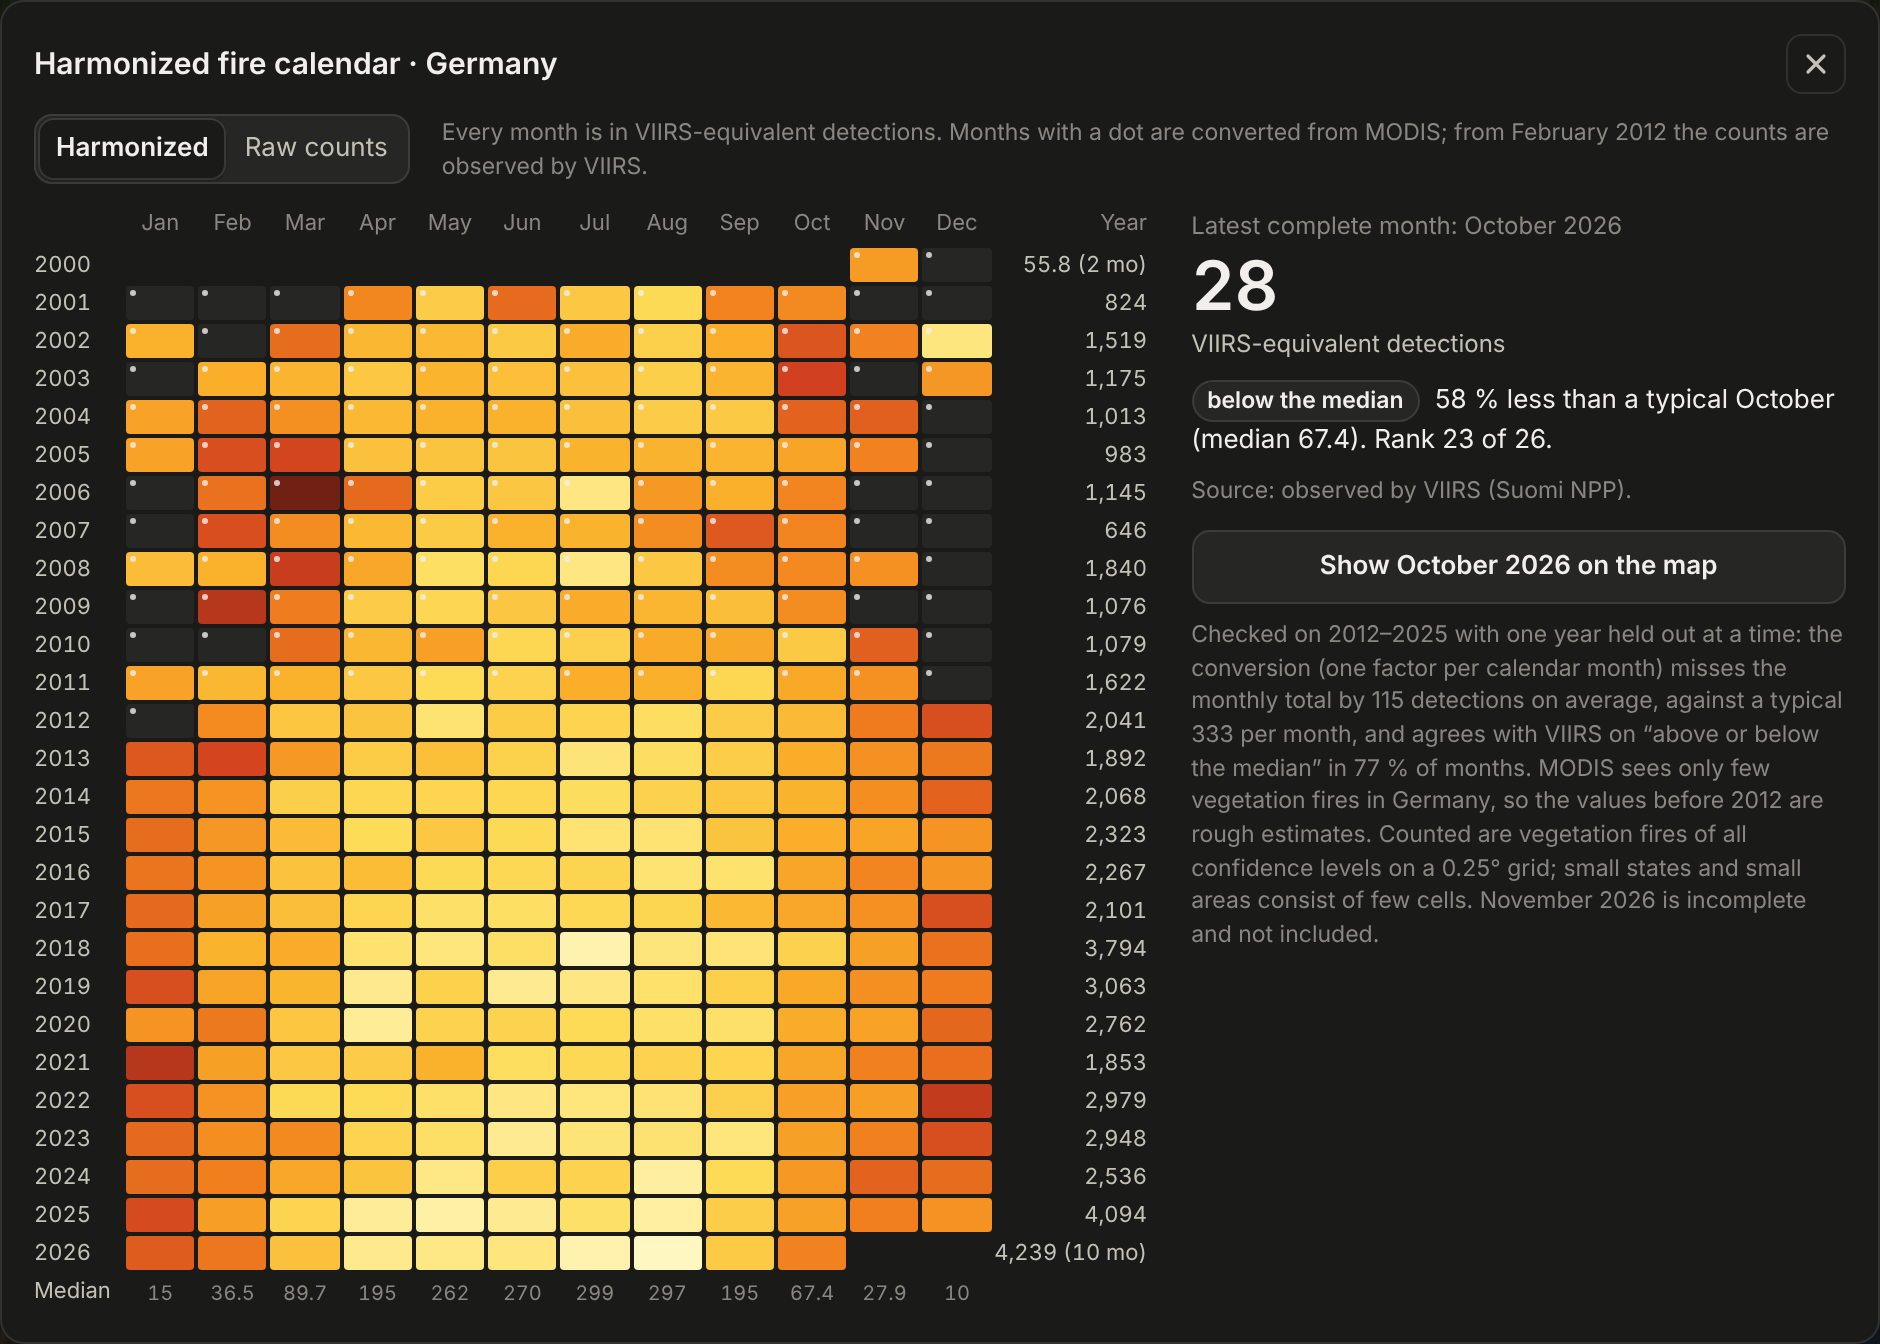 Harmonized fire calendar · Germany
Harmonized Raw counts
Every month is in VIIRS-equivalent detections. Months with a dot are converted from MODIS; from February 2012 the counts are
observed by VIIRS.
Jan Feb Mar Apr May Jun Jul Aug Sep Oct Nov Dec Year
2000 55.8 (2 mo)
2001 824
2002 1,519
2003 1,175
2004 1,013
2005 983
2006 1,145
2007 646
2008 1,840
2009 1,076
2010 1,079
2011 1,622
2012 2,041
2013 1,892
2014 2,068
2015 2,323
2016 2,267
2017 2,101
2018 3,794
2019 3,063
2020 2,762
2021 1,853
2022 2,979
2023 2,948
2024 2,536
2025 4,094
2026 4,239 (10 mo)
Median 15 36.5 89.7 195 262 270 299 297 195 67.4 27.9 10
Latest complete month: October 2026
28
VIIRS-equivalent detections
below the median 58 % less than a typical October
(median 67.4). Rank 23 of 26.
Source: observed by VIIRS (Suomi NPP).
Show October 2026 on the map
Checked on 2012–2025 with one year held out at a time: the
conversion (one factor per calendar month) misses the
monthly total by 115 detections on average, against a typical
333 per month, and agrees with VIIRS on “above or below
the median” in 77 % of months. MODIS sees only few
vegetation fires in Germany, so the values before 2012 are
rough estimates. Counted are vegetation fires of all
confidence levels on a 0.25° grid; small states and small
areas consist of few cells. November 2026 is incomplete
and not included.